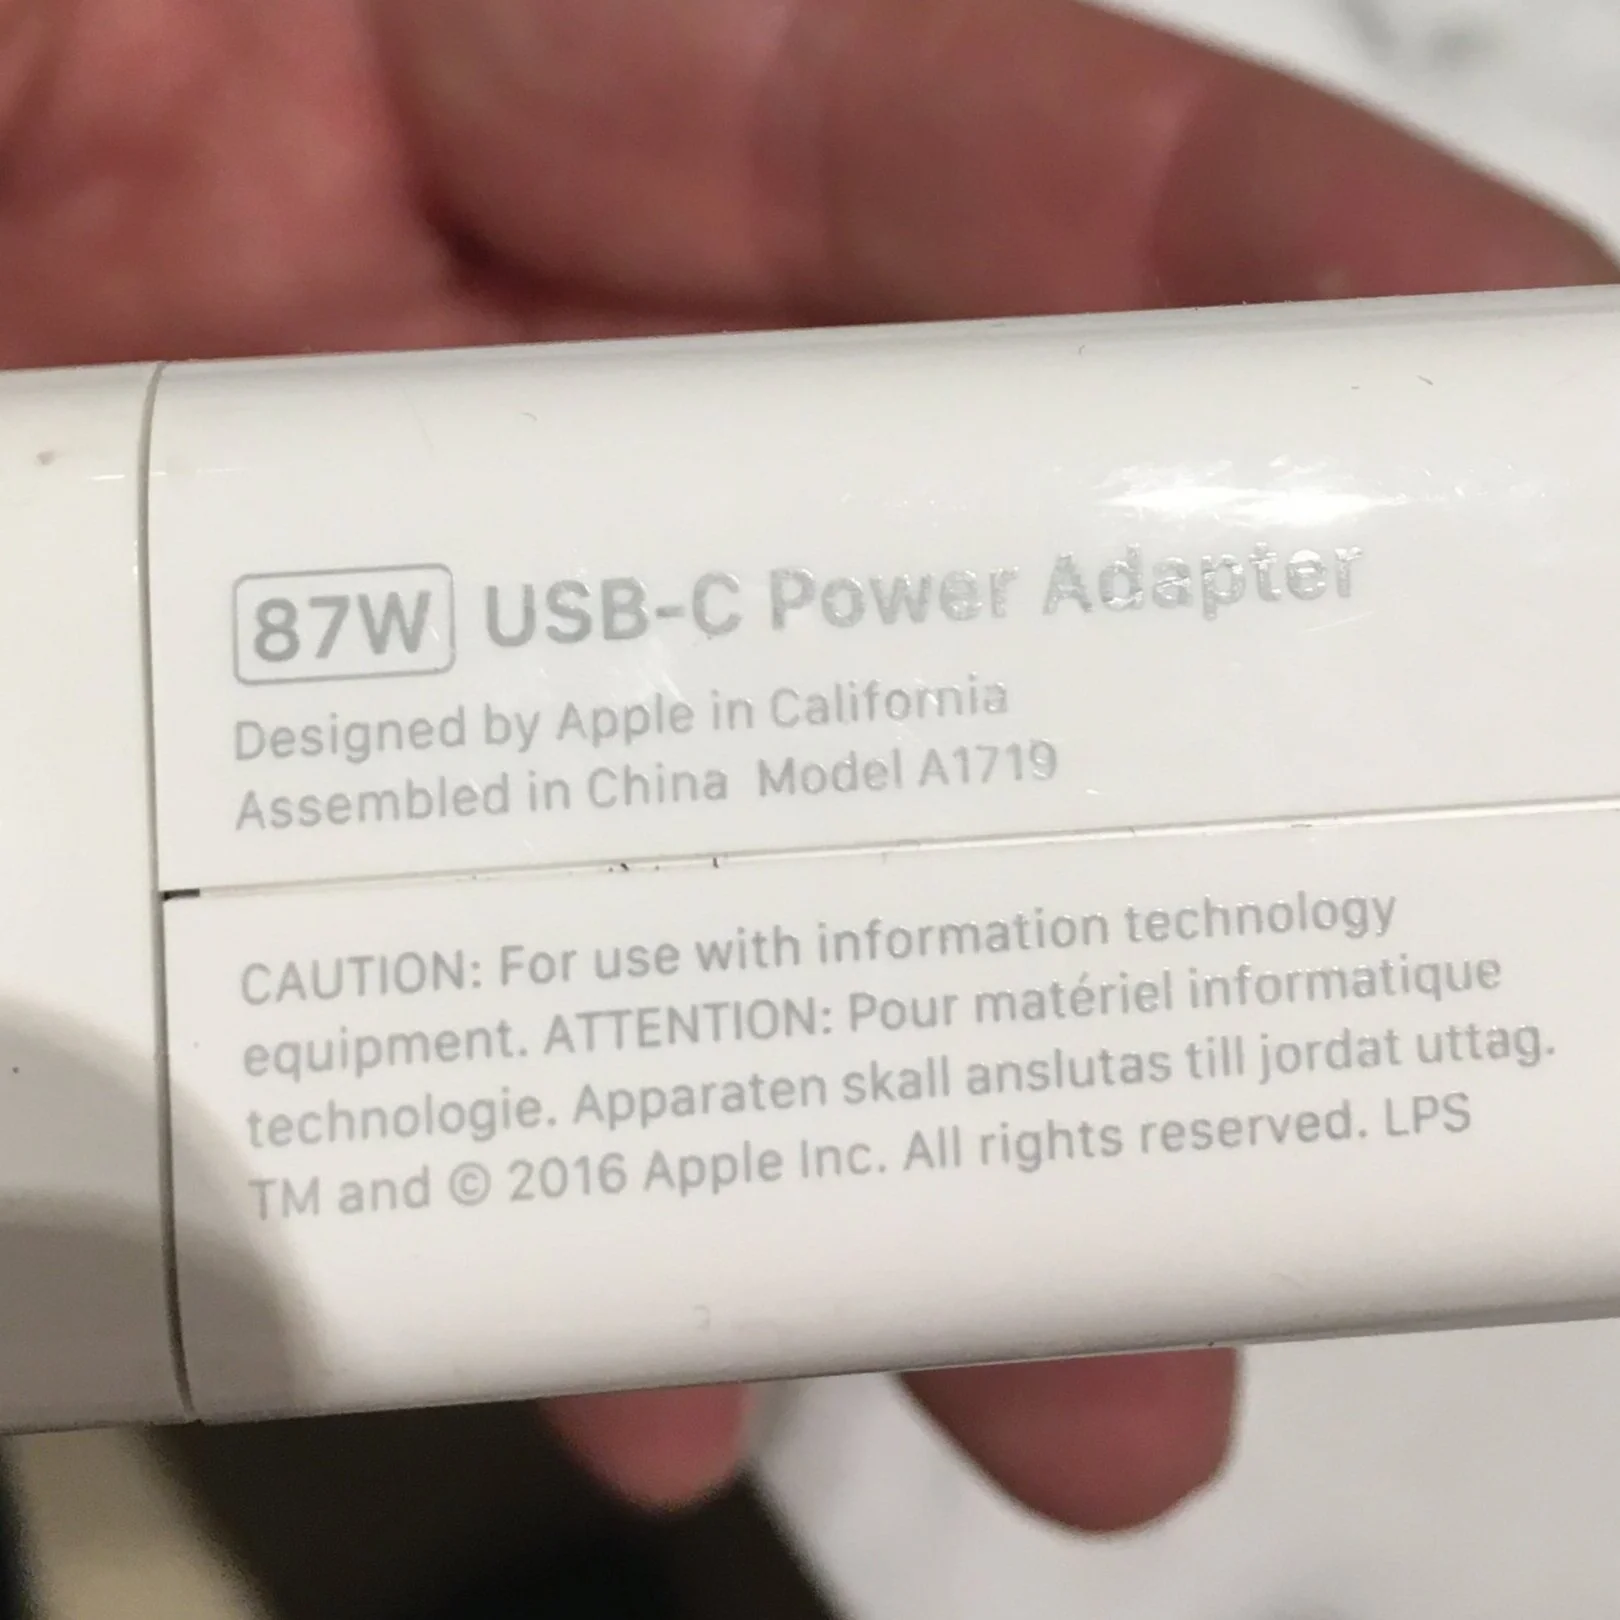 87W USB-C Power Adapter
Designed by Apple in California
Assembled in China Model A1719
CAUTION: For use with information technology
equipment. ATTENTION: Pour matériel informatique
technologie. Apparaten skall anslutas till jordat uttag.
TM and © 2016 Apple Inc. All rights reserved. LPS